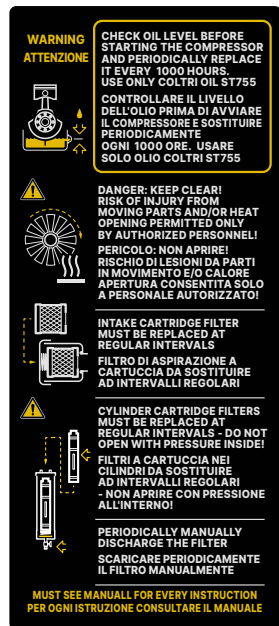 WARNING
ATTENZIONE
CHECK OIL LEVEL BEFORE
STARTING THE COMPRESSOR
AND PERIODICALLY REPLACE
IT EVERY 1000 HOURS.
USE ONLY COLTRI OIL ST755
CONTROLLARE IL LIVELLO
DELL'OLIO PRIMA DI AVVIARE
IL COMPRESSORE E SOSTITUIRE
PERIODICAMENTE
OGNI 1000 ORE. USARE
SOLO OLIO COLTRI ST755
DANGER: KEEP CLEAR!
RISK OF INJURY FROM
MOVING PARTS AND/OR HEAT
OPENING PERMITTED ONLY
BY AUTHORIZED PERSONNEL!
PERICOLO: NON APRIRE!
RISCHIO DI LESIONI DA PARTI
IN MOVIMENTO E/O CALORE
APERTURA CONSENTITA SOLO
A PERSONALE AUTORIZZATO!
INTAKE CARTRIDGE FILTER
MUST BE REPLACED AT
REGULAR INTERVALS
FILTRO DI ASPIRAZIONE A
CARTUCCIA DA SOSTITUIRE
AD INTERVALLI REGOLARI
CYLINDER CARTRIDGE FILTERS
MUST BE REPLACED AT
REGULAR INTERVALS - DO NOT
OPEN WITH PRESSURE INSIDE!
FILTRI A CARTUCCIA NEI
CILINDRI DA SOSTITUIRE
AD INTERVALLI REGOLARI
- NON APRIRE CON PRESSIONE
ALL'INTERNO!
PERIODICALLY MANUALLY
DISCHARGE THE FILTER
SCARICARE PERIODICAMENTE
IL FILTRO MANUALMENTE
MUST SEE MANUALL FOR EVERY INSTRUCTION
PER OGNI ISTRUZIONE CONSULTARE IL MANUALE